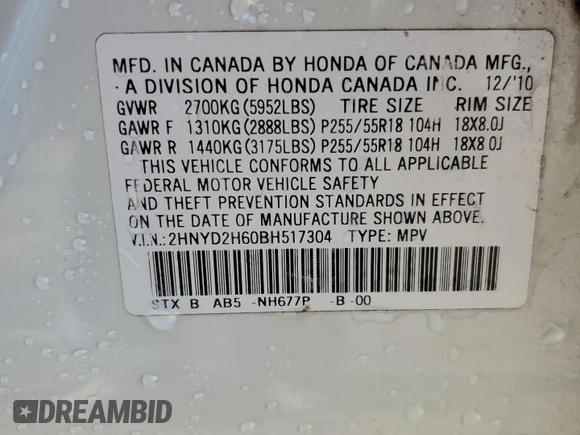 MFD. IN CANADA BY HONDA OF CANADA MFG.,
A DIVISION OF HONDA CANADA INC. 12/'10
GVWR 2700KG(5952LBS) TIRE SIZE RIM SIZE
GAWR F 1310KG(2888LBS)P255/55R18 104H 18X8.0J
GAWR R 1440KG(3175LBS)P255/55R18 104H 18X8.0J
THIS VEHICLE CONFORMS TO ALL APPLICABLE
FEDERAL MOTOR VEHICLE SAFETY
AND THEFT PREVENTION STANDARDS IN EFFECT
ON THE DATE OF MANUFACTURE SHOWN ABOVE.
V.I.N.:2HNYD2H60BH517304 TYPE: MPV
STX B AB5 -NH677P -B -00
DREAMBID